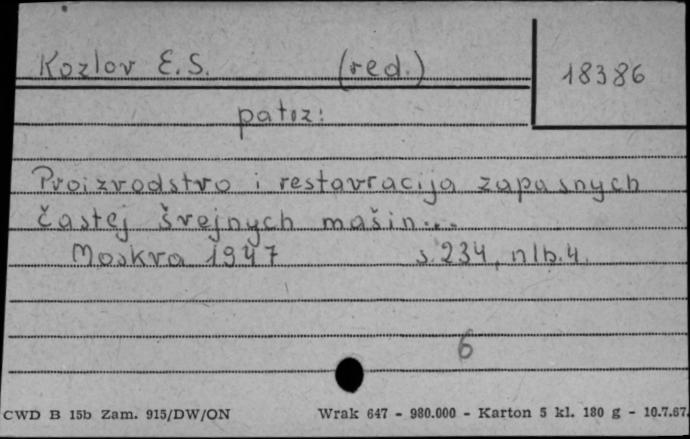 Kozlov E.S. (red.) 18386
patrz:
Proizvodstvo i restavracija zapasnych
častej švejnych mašin...
Moskva 1947 s. 234, nlb. 4.
6
CWD B 15b Zam. 915/DW/ON Wrak 647 - 980.000 - Karton 5 kl. 180 g - 10.7.67.